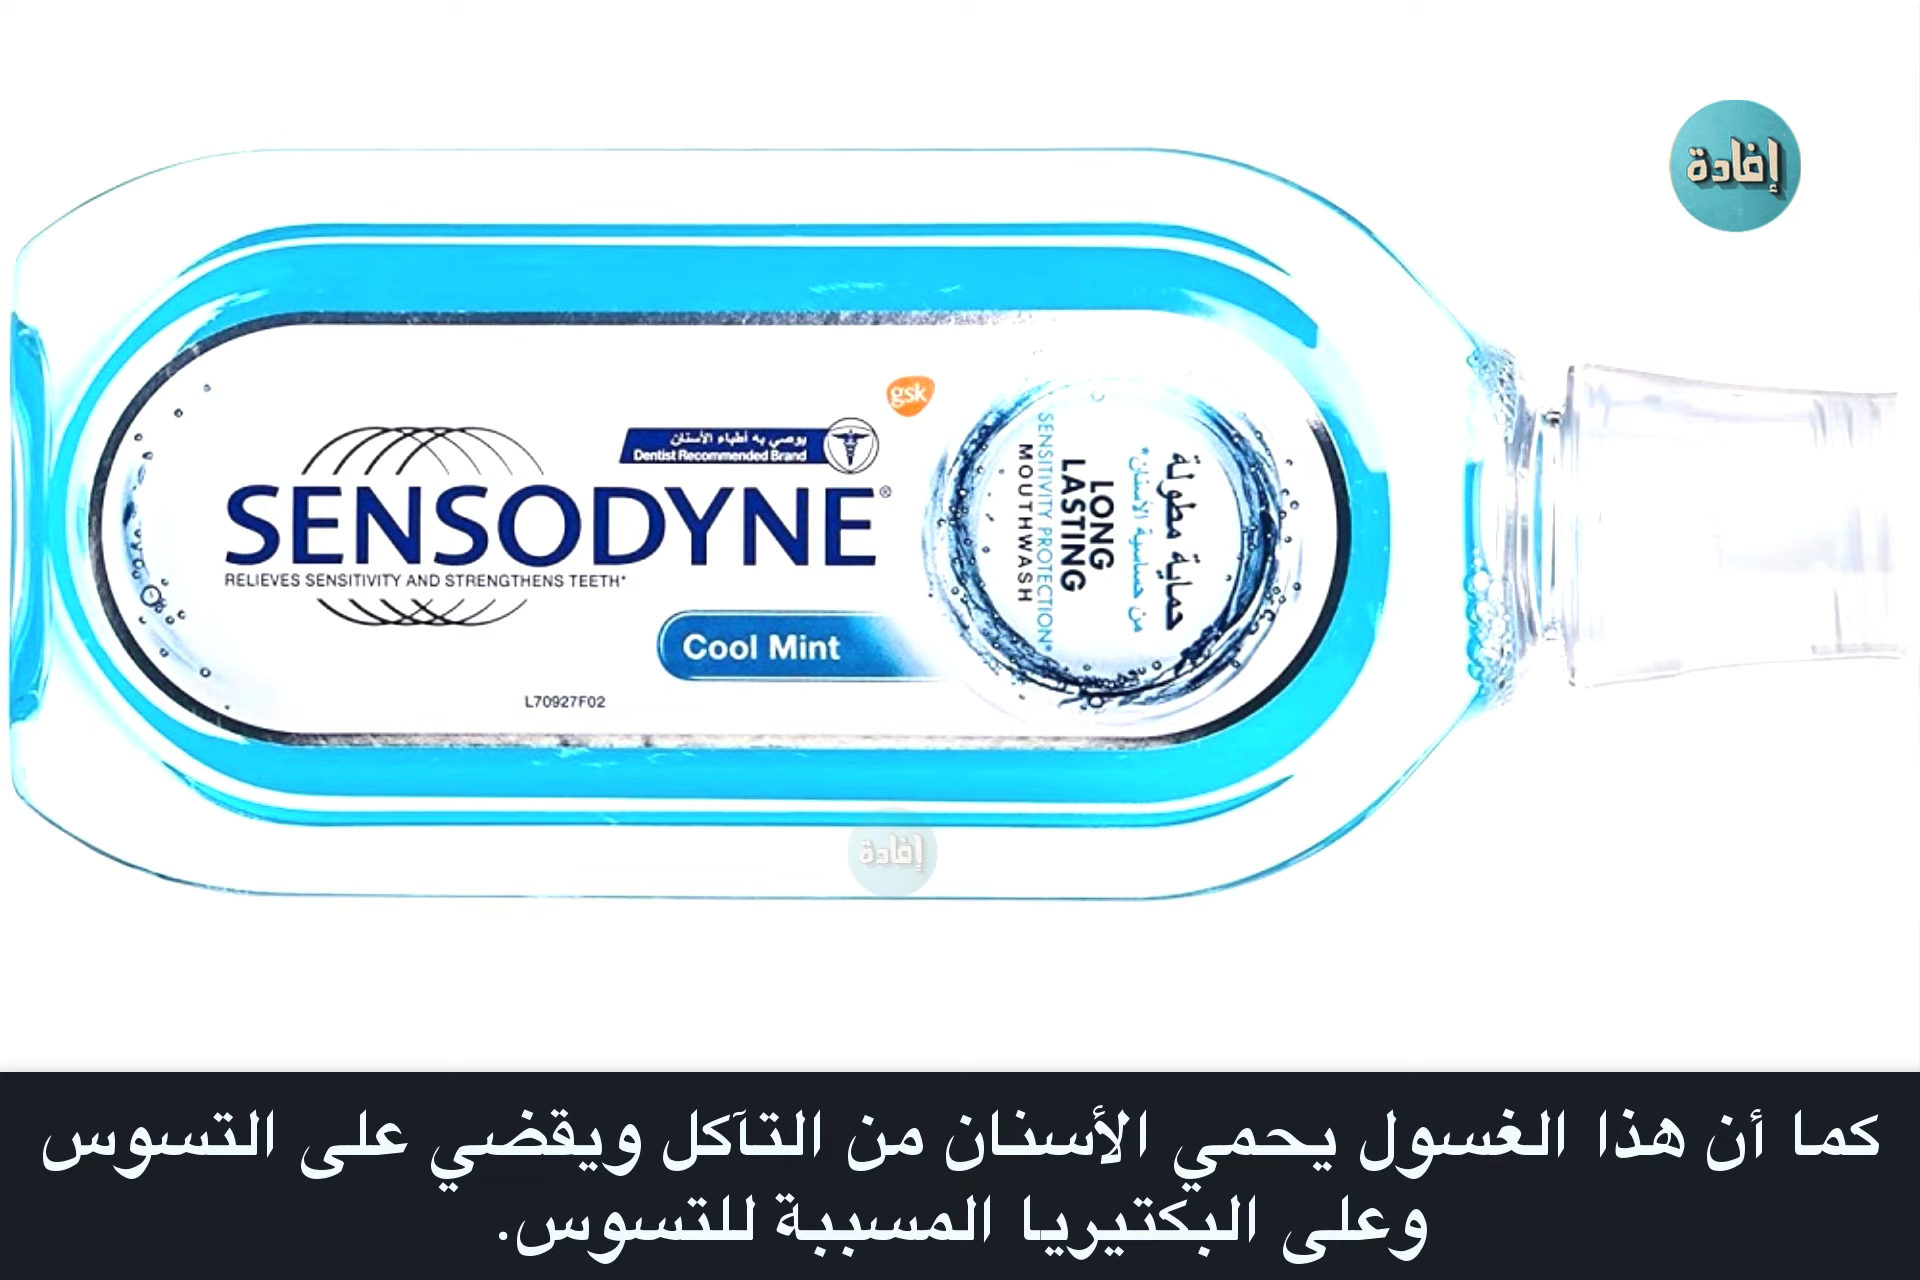 إفادة
gsk
يوصي به أطباء الأسنان
Dentist Recommended Brand
SENSODYNE®
RELIEVES SENSITIVITY AND STRENGTHENS TEETH*
Cool Mint
L70927F02
حماية مطولة
من حساسية الأسنان*
LONG
LASTING
SENSITIVITY PROTECTION*
MOUTHWASH
إفادة
كما أن هذا الغسول يحمي الأسنان من التآكل ويقضي على التسوس
وعلى البكتيريا المسببة للتسوس.